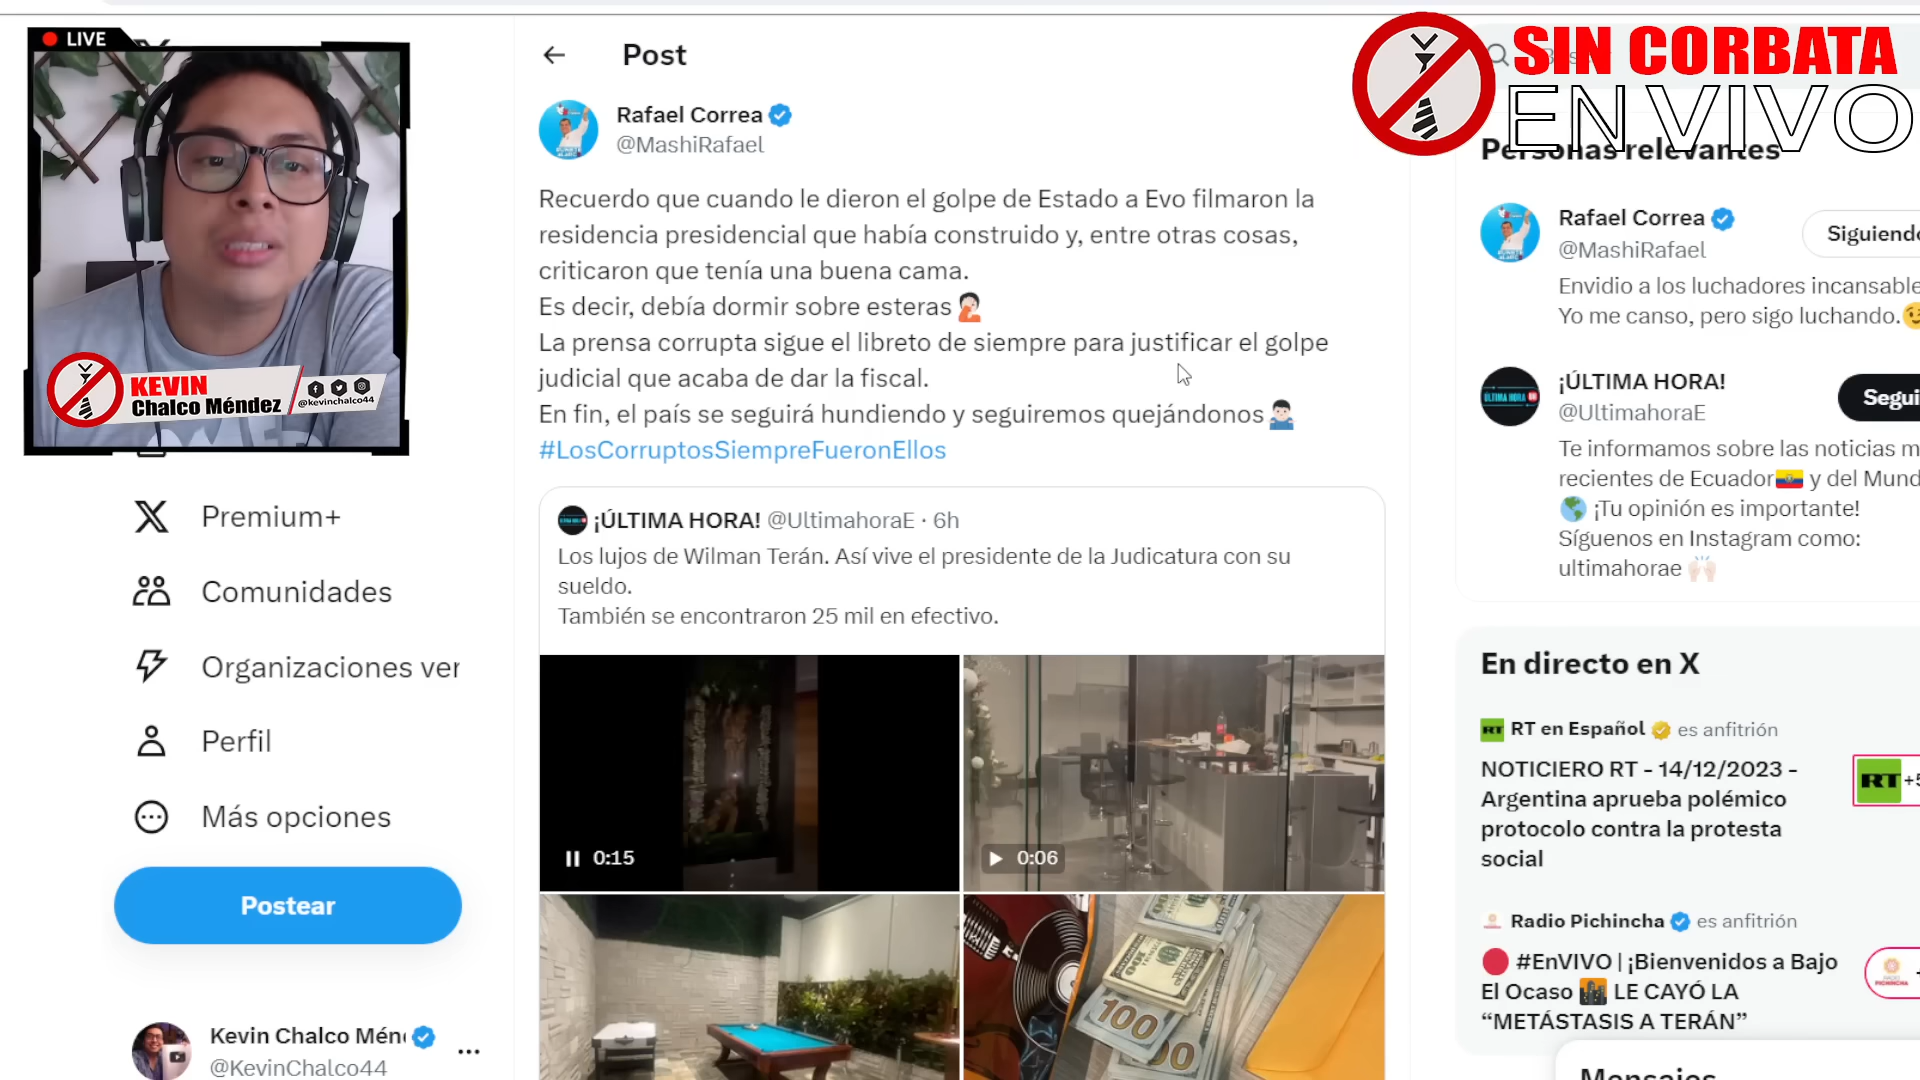 LIVE
KEVIN
Chalco Méndez
@kevinchalco44
Premium+
Comunidades
Organizaciones ver
Perfil
Más opciones
Postear
Kevin Chalco Mén
@KevinChalco44
Post
Rafael Correa
@MashiRafael
Recuerdo que cuando le dieron el golpe de Estado a Evo filmaron la
residencia presidencial que había construido y, entre otras cosas,
criticaron que tenía una buena cama.
Es decir, debía dormir sobre esteras
La prensa corrupta sigue el libreto de siempre para justificar el golpe
judicial que acaba de dar la fiscal.
En fin, el país se seguirá hundiendo y seguiremos quejándonos
#LosCorruptosSiempreFueronEllos
¡ÚLTIMA HORA! @UltimahoraE · 6h
Los lujos de Wilman Terán. Así vive el presidente de la Judicatura con su
sueldo.
También se encontraron 25 mil en efectivo.
0:15
0:06
100
SIN CORBATA
EN VIVO
Personas relevantes
Rafael Correa
@MashiRafael
Siguiendo
Envidio a los luchadores incansable
Yo me canso, pero sigo luchando.
¡ÚLTIMA HORA!
@UltimahoraE
Segui
Te informamos sobre las noticias m
recientes de Ecuador y del Mund
¡Tu opinión es importante!
Síguenos en Instagram como:
ultimahorae
En directo en X
RT en Español es anfitrión
NOTICIERO RT - 14/12/2023 -
Argentina aprueba polémico
protocolo contra la protesta
social
RT +5
Radio Pichincha es anfitrión
#EnVIVO | ¡Bienvenidos a Bajo
El Ocaso LE CAYÓ LA
“METÁSTASIS A TERÁN”
Mensajes